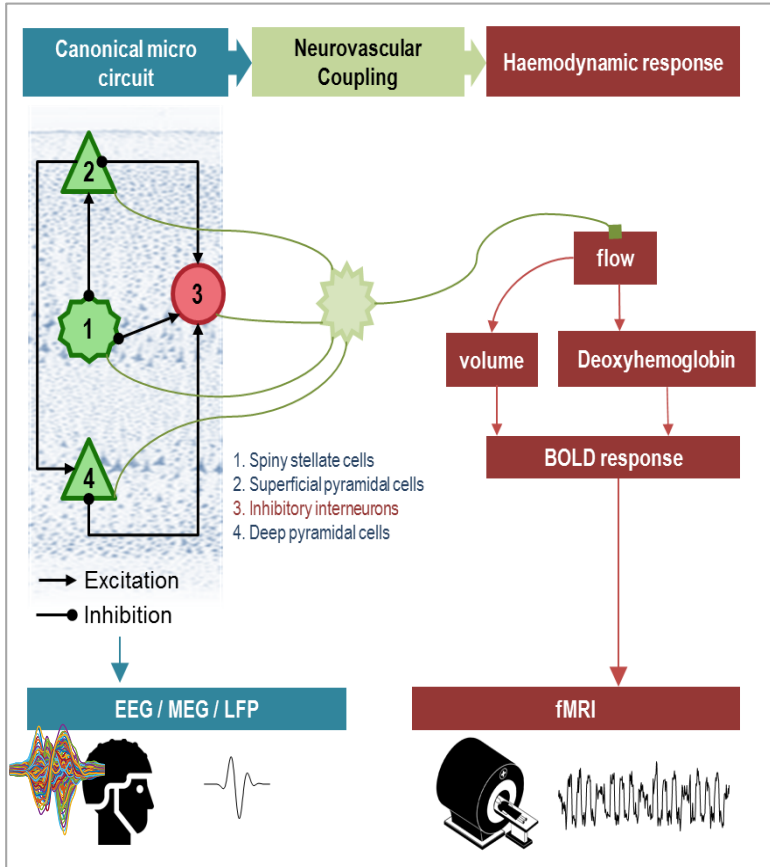 Canonical micro
circuit
Neurovascular
Coupling
Haemodynamic response
2
3
1
4
flow
volume
Deoxyhemoglobin
BOLD response
1. Spiny stellate cells
2. Superficial pyramidal cells
3. Inhibitory interneurons
4. Deep pyramidal cells
Excitation
Inhibition
EEG / MEG / LFP
fMRI